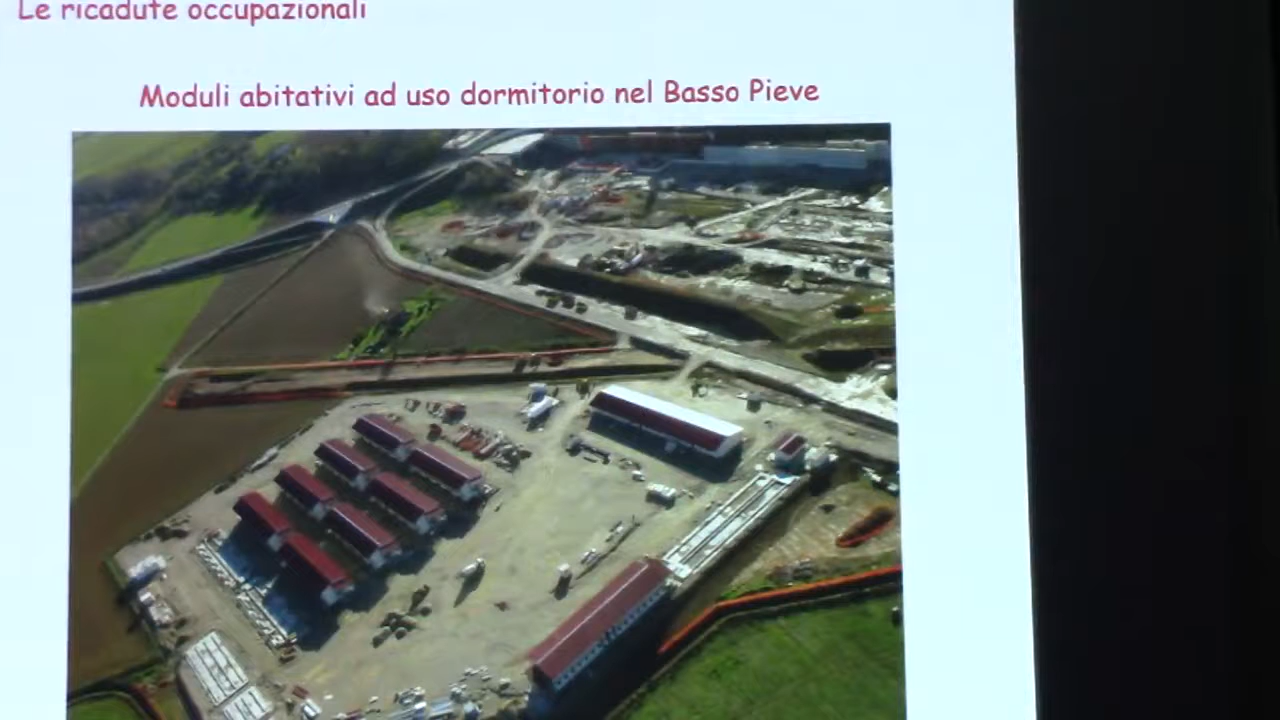 Le ricadute occupazionali
Moduli abitativi ad uso dormitorio nel Basso Pieve